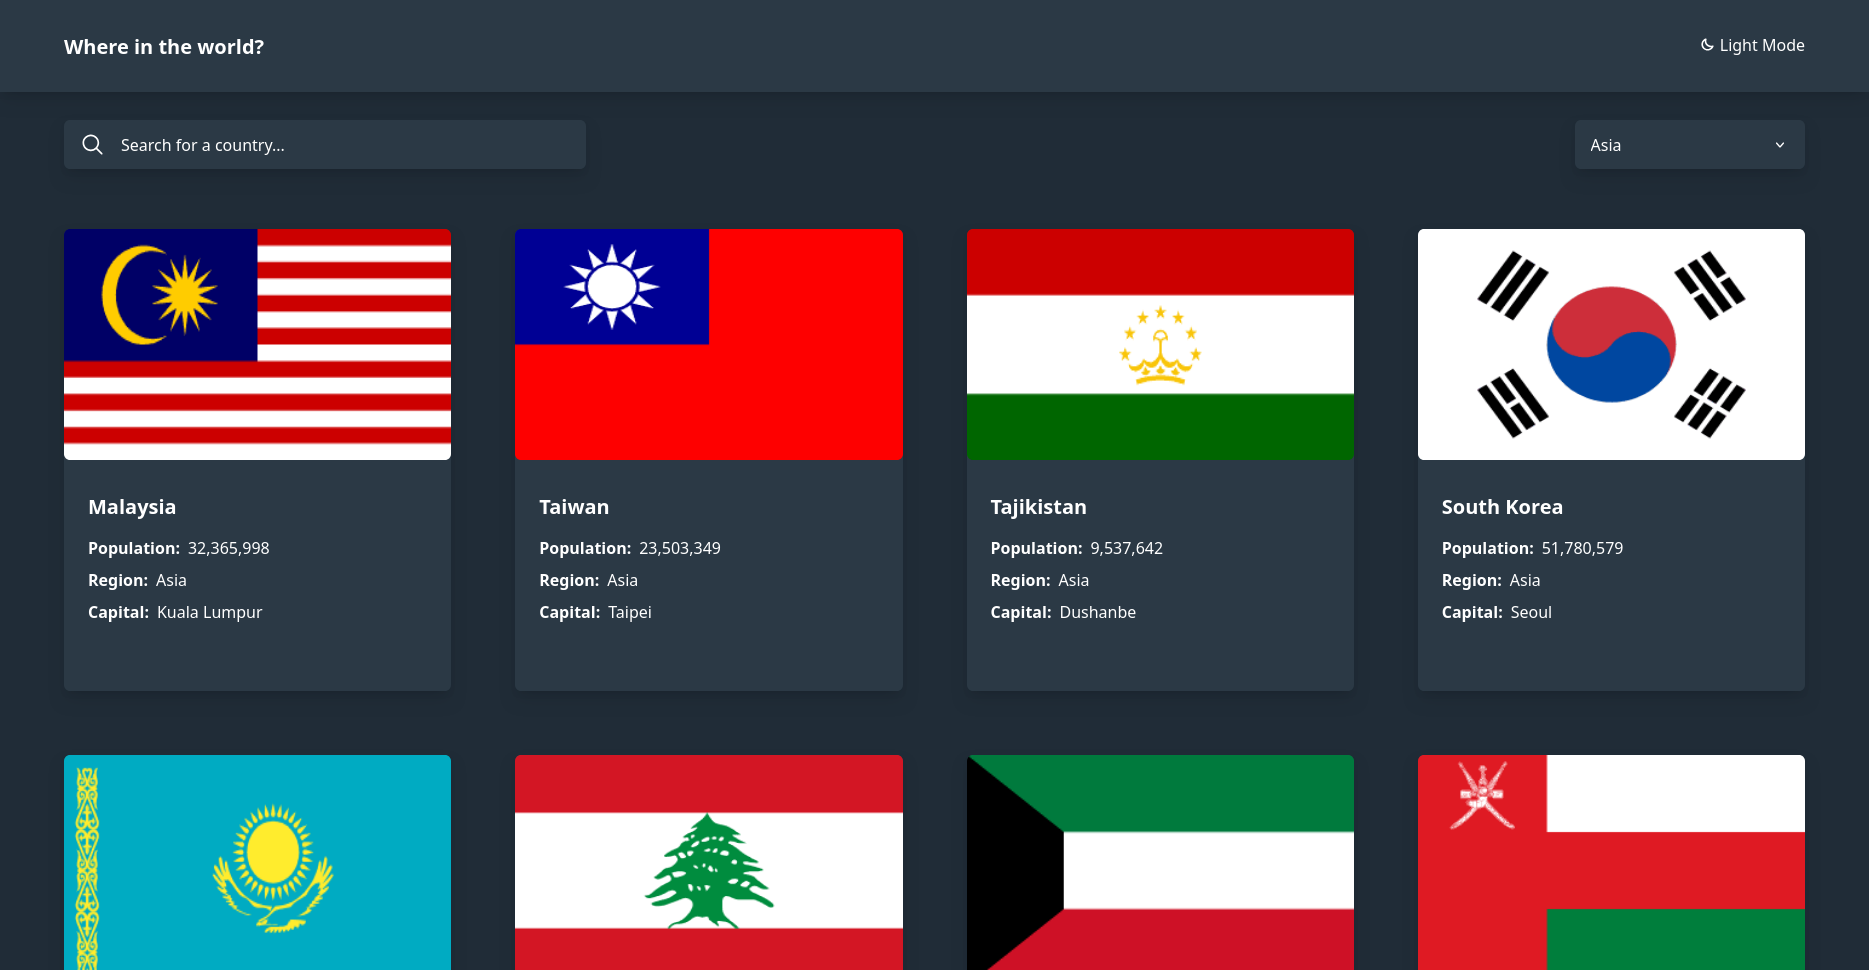 Where in the world?
Light Mode
Search for a country...
Asia
Malaysia
Population: 32,365,998
Region: Asia
Capital: Kuala Lumpur
Taiwan
Population: 23,503,349
Region: Asia
Capital: Taipei
Tajikistan
Population: 9,537,642
Region: Asia
Capital: Dushanbe
South Korea
Population: 51,780,579
Region: Asia
Capital: Seoul